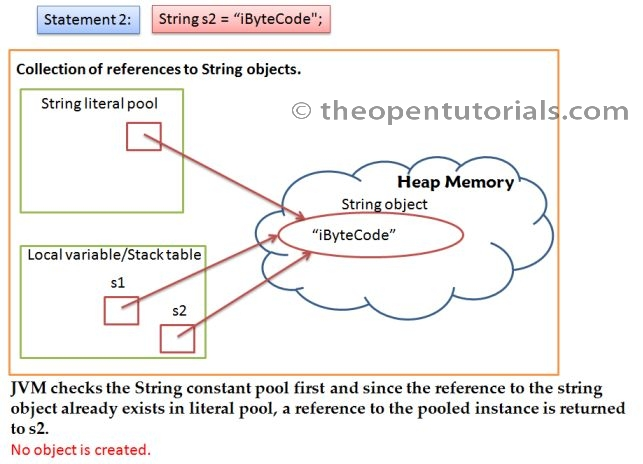 Statement 2:
String s2 = “iByteCode";
Collection of references to String objects.
String literal pool
© theopentutorials.com
Heap Memory
String object
“iByteCode”
Local variable/Stack table
s1
s2
JVM checks the String constant pool first and since the reference to the string
object already exists in literal pool, a reference to the pooled instance is returned
to s2.
No object is created.